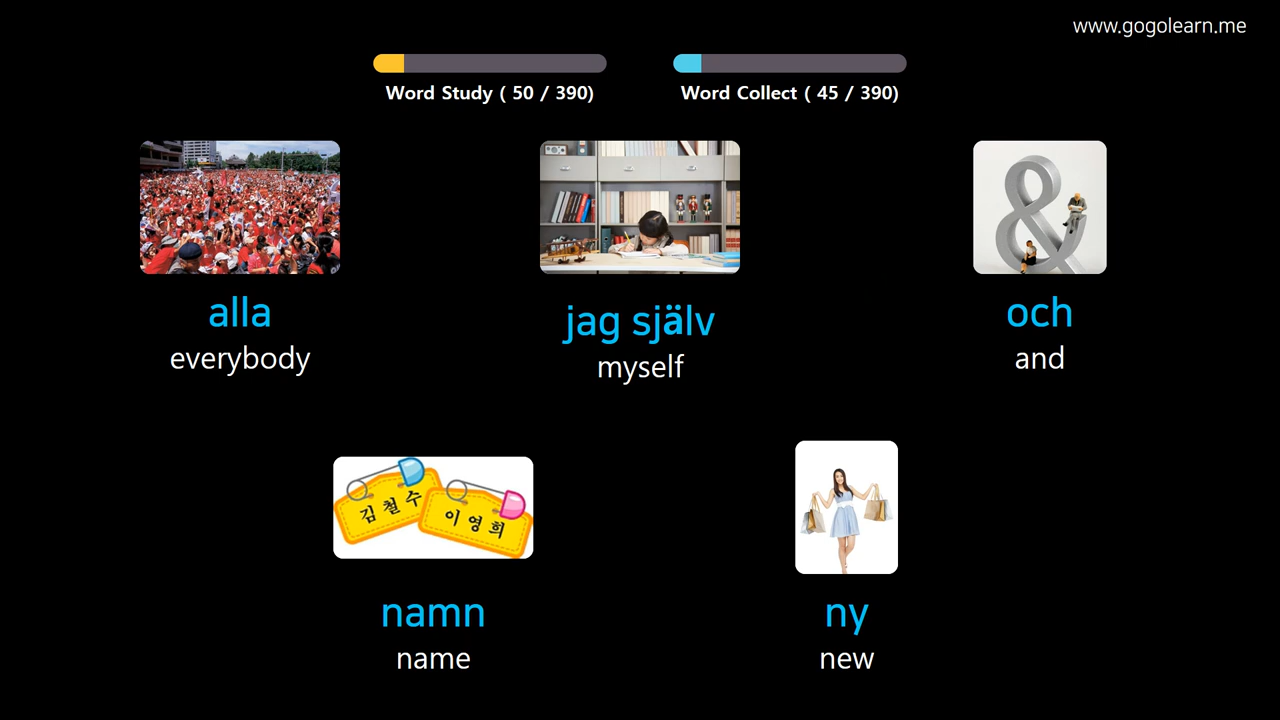 www.gogolearn.me
Word Study ( 50 / 390)
Word Collect ( 45 / 390)
alla
everybody
jag själv
myself
och
and
김철수
이영희
namn
name
ny
new